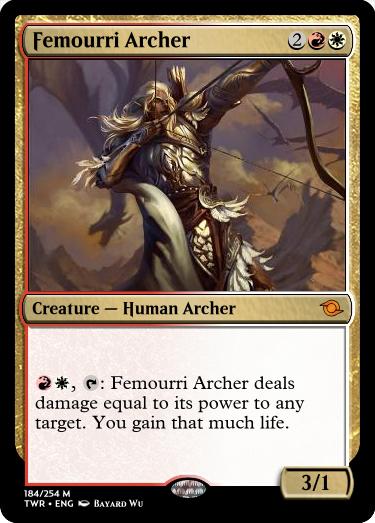 Femourri Archer 2
Creature — Human Archer
, : Femourri Archer deals
damage equal to its power to any
target. You gain that much life.
3/1
184/254 M
TWR • ENG Bayard Wu